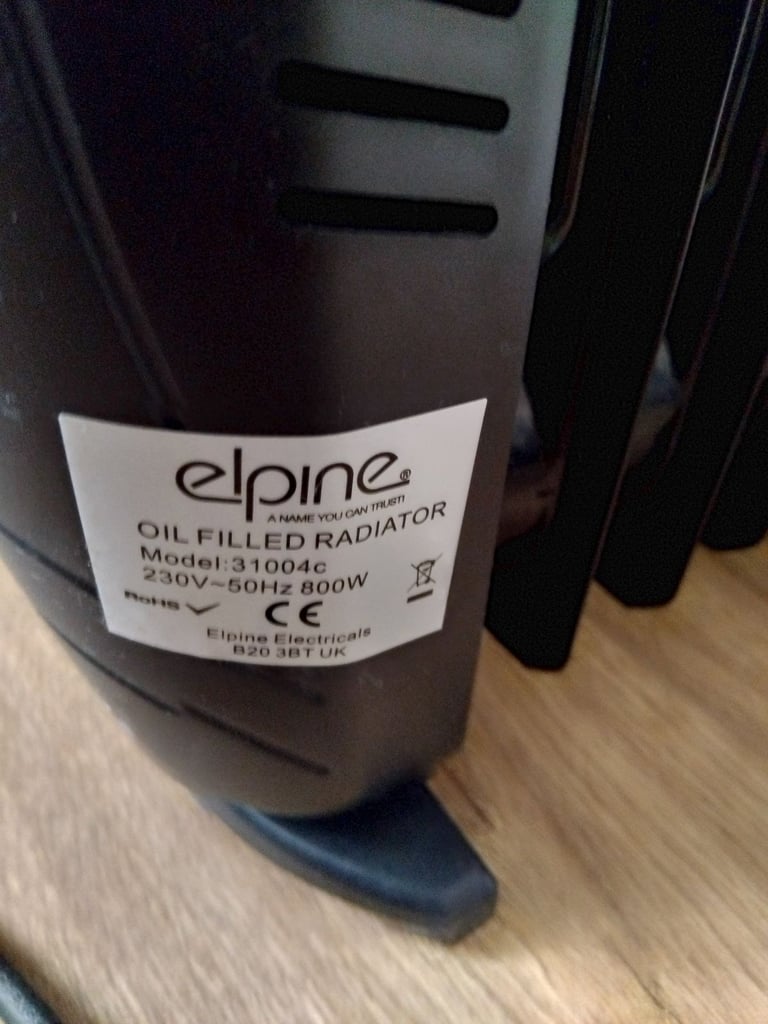 elpine®
A NAME YOU CAN TRUST!
OIL FILLED RADIATOR
Model:31004c
230V~50Hz 800W
RoHS CE
Elpine Electricals
B20 3BT UK